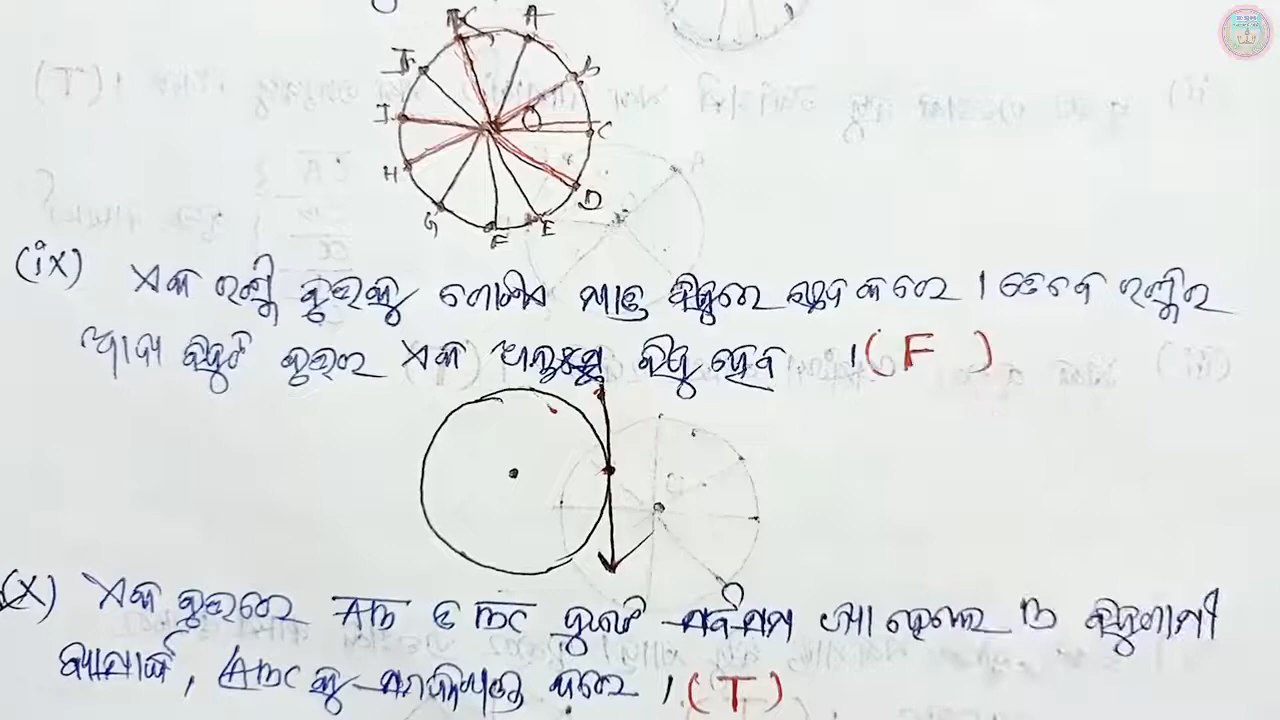 K A
J B
I O C
H D
G F E
(ix) ଏକ ରଶ୍ମି ବୃତ୍ତକୁ ଗୋଟିଏ ମାତ୍ର ବିନ୍ଦୁରେ ଛେଦ କରେ । ତେବେ ରଶ୍ମିର
ଆଦ୍ୟ ବିନ୍ଦୁଟି ବୃତ୍ତର ଏକ ଅନ୍ତଃସ୍ଥ ବିନ୍ଦୁ ହେବ । ( F )
(x) ଏକ ବୃତ୍ତରେ AB ଓ BC ଦୁଇଟି ସର୍ବସମ ଜ୍ୟା ହେଲେ B ବିନ୍ଦୁଗାମୀ
ବ୍ୟାସାର୍ଦ୍ଧ, ∠ABC କୁ ସମଦ୍ୱିଖଣ୍ଡ କରେ । ( T )